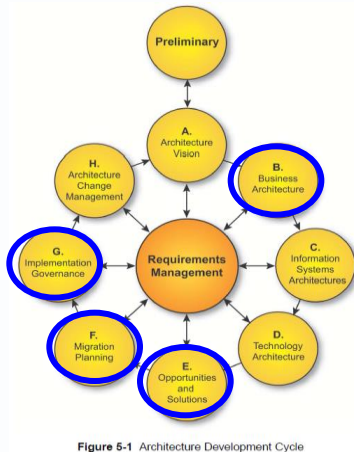 Preliminary
A.
Architecture
Vision
H.
Architecture
Change
Management
B.
Business
Architecture
G.
Implementation
Governance
Requirements
Management
C.
Information
Systems
Architectures
F.
Migration
Planning
E.
Opportunities
and
Solutions
D.
Technology
Architecture
Figure 5-1 Architecture Development Cycle